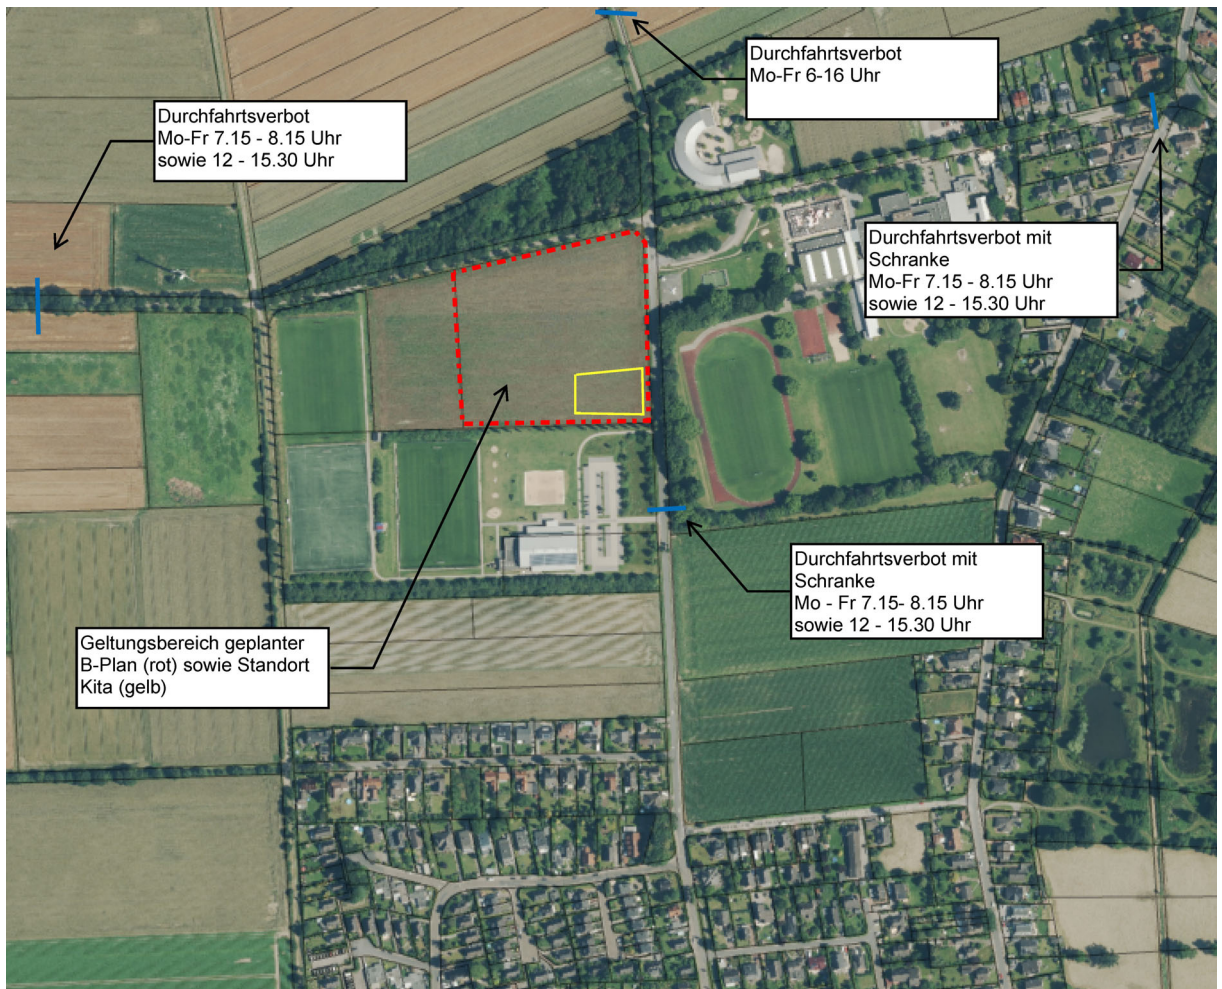 Durchfahrtsverbot
Mo-Fr 6-16 Uhr
Durchfahrtsverbot
Mo-Fr 7.15 - 8.15 Uhr
sowie 12 - 15.30 Uhr
Durchfahrtsverbot mit
Schranke
Mo-Fr 7.15 - 8.15 Uhr
sowie 12 - 15.30 Uhr
Durchfahrtsverbot mit
Schranke
Mo - Fr 7.15- 8.15 Uhr
sowie 12 - 15.30 Uhr
Geltungsbereich geplanter
B-Plan (rot) sowie Standort
Kita (gelb)